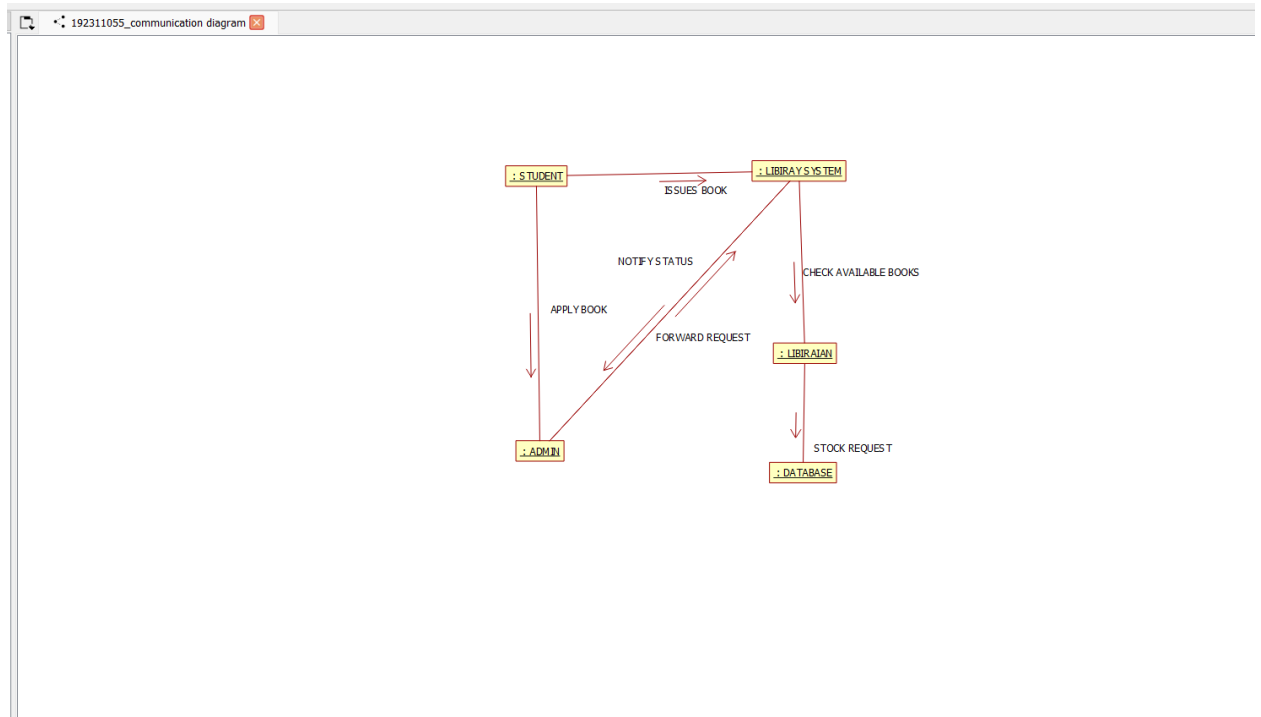 192311055_communication diagram
: STUDENT
: LIBIRAY SYSTEM
ISSUES BOOK
NOTIFY STATUS
CHECK AVAILABLE BOOKS
APPLY BOOK
FORWARD REQUEST
: LIBIRAIAN
: ADMIN
STOCK REQUEST
: DATABASE